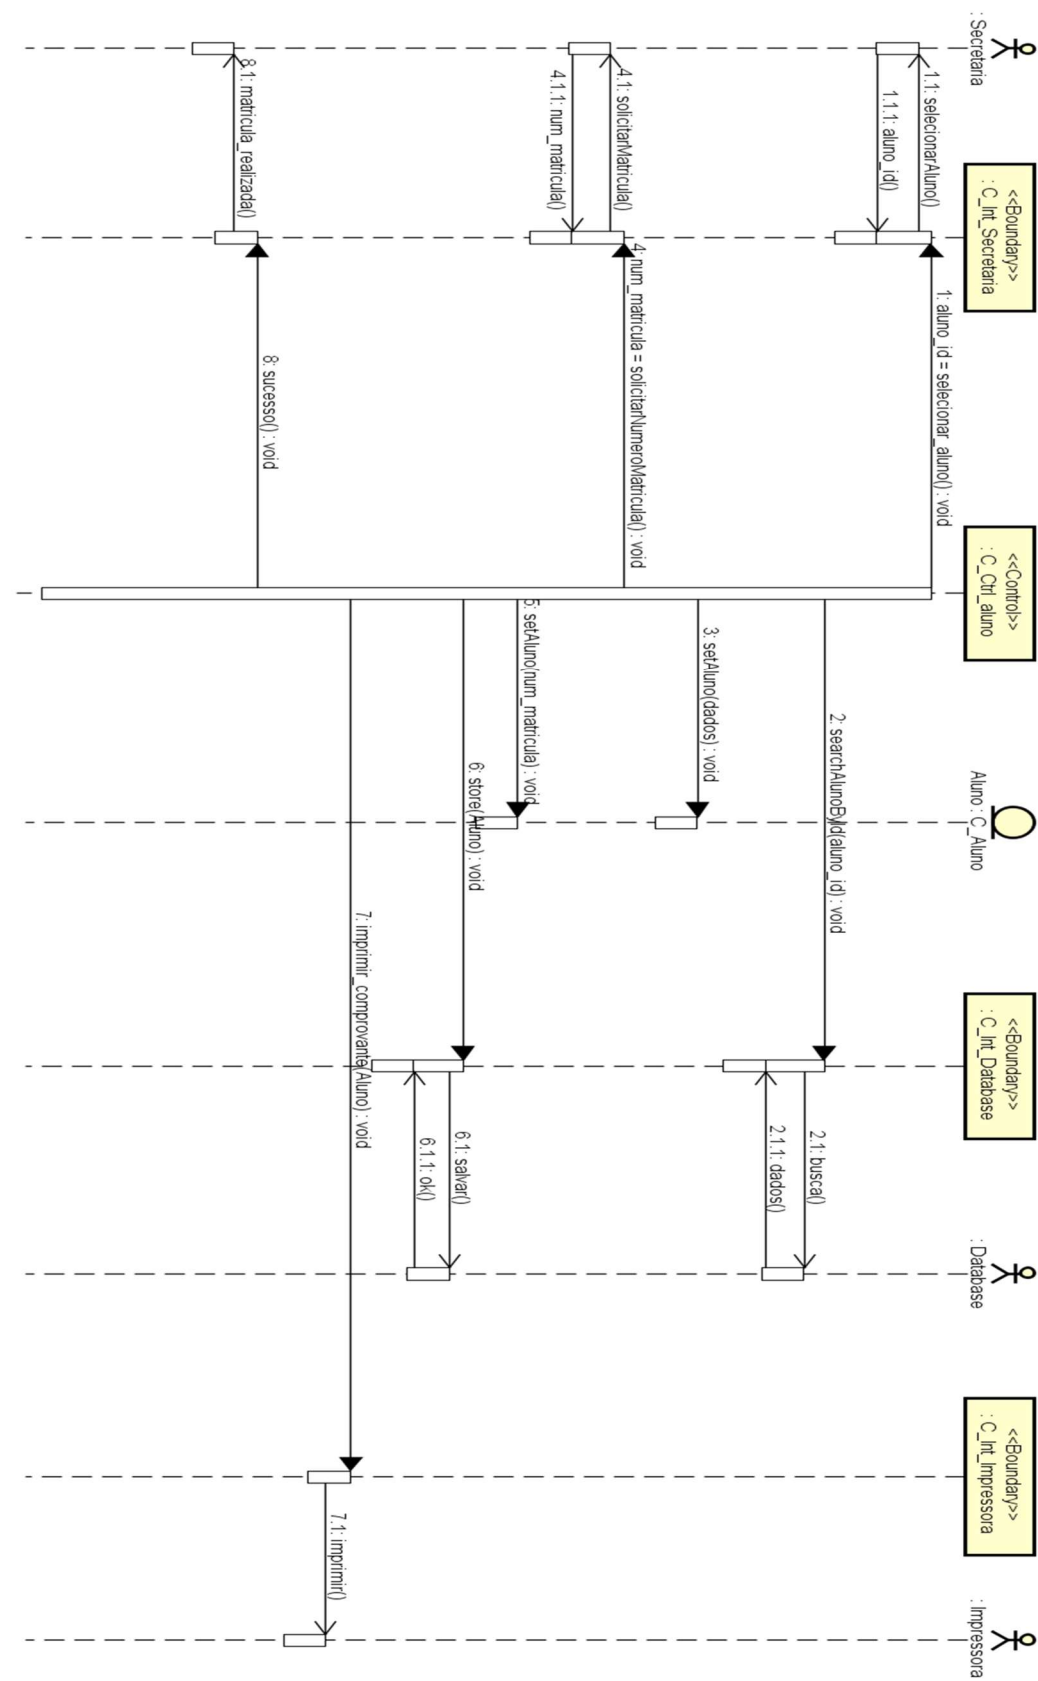 : Secretaria
<<Boundary>>
: C_Int_Secretaria
<<Control>>
: C_Ctrl_aluno
Aluno : C_Aluno
<<Boundary>>
: C_Int_Database
: Database
<<Boundary>>
: C_Int_Impressora
: Impressora
1: aluno_id = selecionar_aluno() : void
1.1: selecionarAluno()
1.1.1: aluno_id()
2: searchAlunoById(aluno_id) : void
2.1: busca()
2.1.1: dados()
3: setAluno(dados) : void
4: num_matricula = solicitarNumeroMatricula() : void
4.1: solicitarMatricula()
4.1.1: num_matricula()
5: setAluno(num_matricula) : void
6: store(Aluno) : void
6.1: salvar()
6.1.1: ok()
7: imprimir_comprovante(Aluno) : void
7.1: imprimir()
8: sucesso() : void
8.1: matricula_realizada()